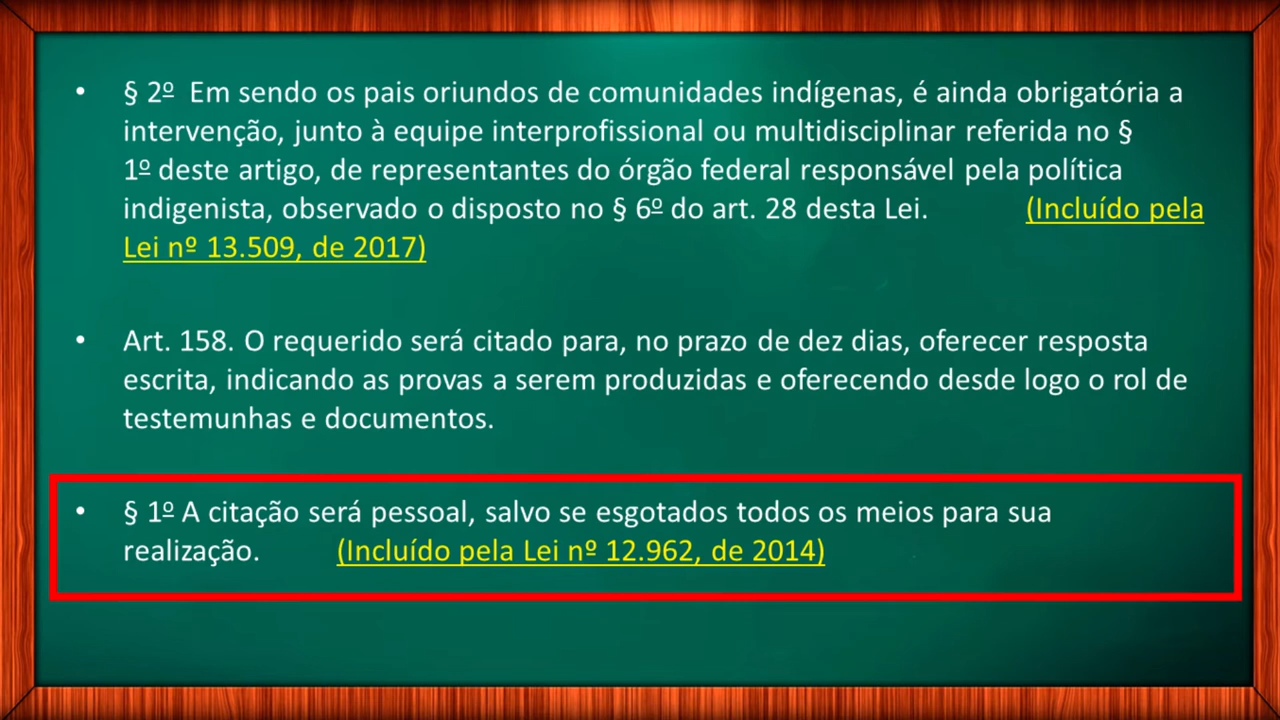 • § 2º Em sendo os pais oriundos de comunidades indígenas, é ainda obrigatória a
intervenção, junto à equipe interprofissional ou multidisciplinar referida no §
1º deste artigo, de representantes do órgão federal responsável pela política
indigenista, observado o disposto no § 6º do art. 28 desta Lei. (Incluído pela
Lei nº 13.509, de 2017)
• Art. 158. O requerido será citado para, no prazo de dez dias, oferecer resposta
escrita, indicando as provas a serem produzidas e oferecendo desde logo o rol de
testemunhas e documentos.
• § 1º A citação será pessoal, salvo se esgotados todos os meios para sua
realização. (Incluído pela Lei nº 12.962, de 2014)